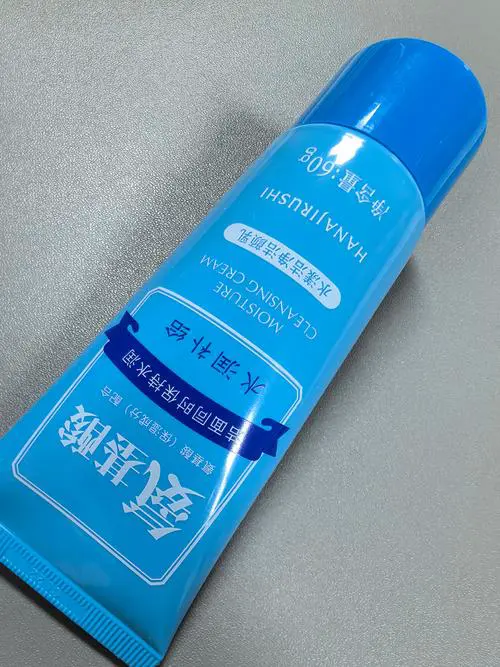 氨基酸
氨基酸（保湿成分）配合
洁面同时保持水润
水润补给
MOISTURE
CLEANSING CREAM
水漾洁净洁颜乳
HANAJIRUSHI
净含量:60g